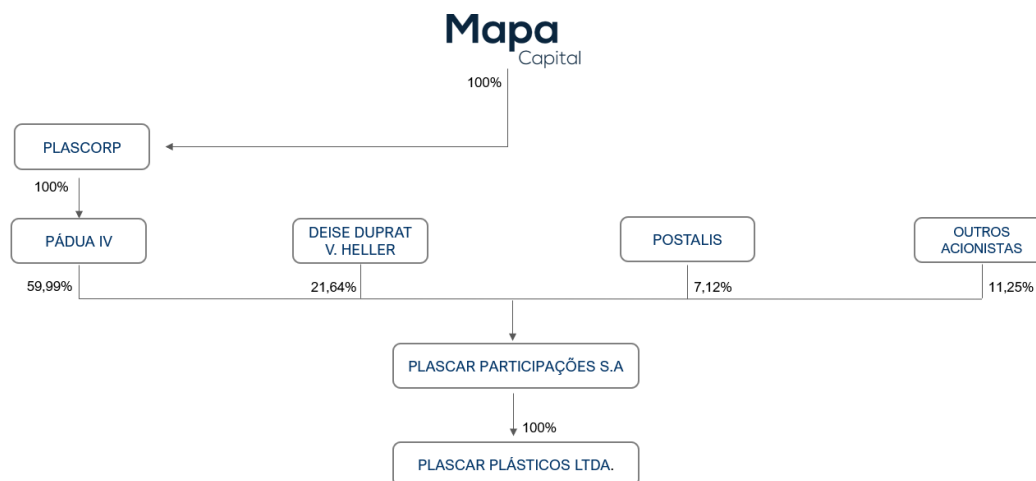 Mapa
Capital
100%
PLASCORP
100%
PÁDUA IV
DEISE DUPRAT
V. HELLER
POSTALIS
OUTROS
ACIONISTAS
59,99%
21,64%
7,12%
11,25%
PLASCAR PARTICIPAÇÕES S.A
100%
PLASCAR PLÁSTICOS LTDA.